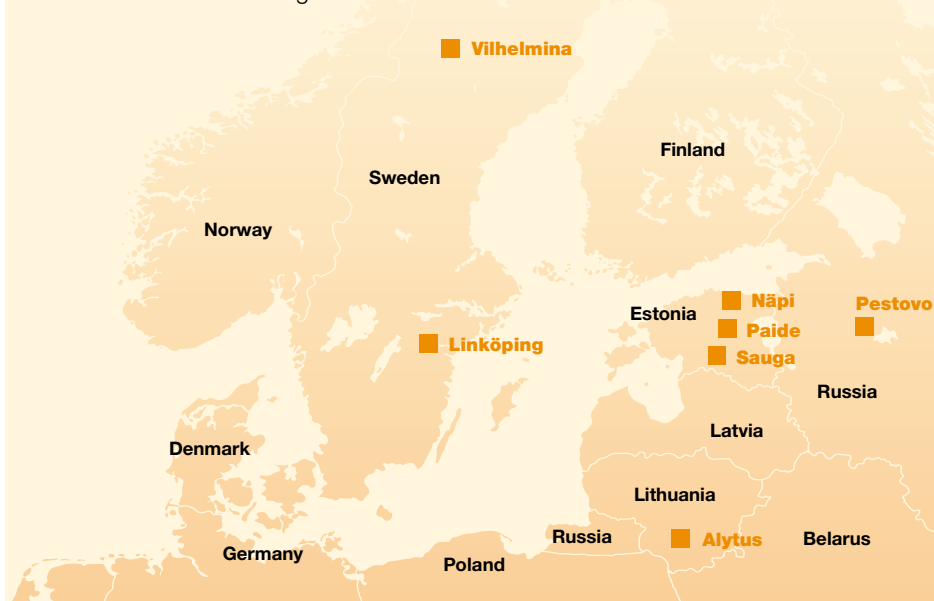 Vilhelmina
Finland
Sweden
Norway
Näpi
Pestovo
Estonia
Paide
Linköping
Sauga
Russia
Latvia
Denmark
Lithuania
Russia
Alytus
Belarus
Germany
Poland